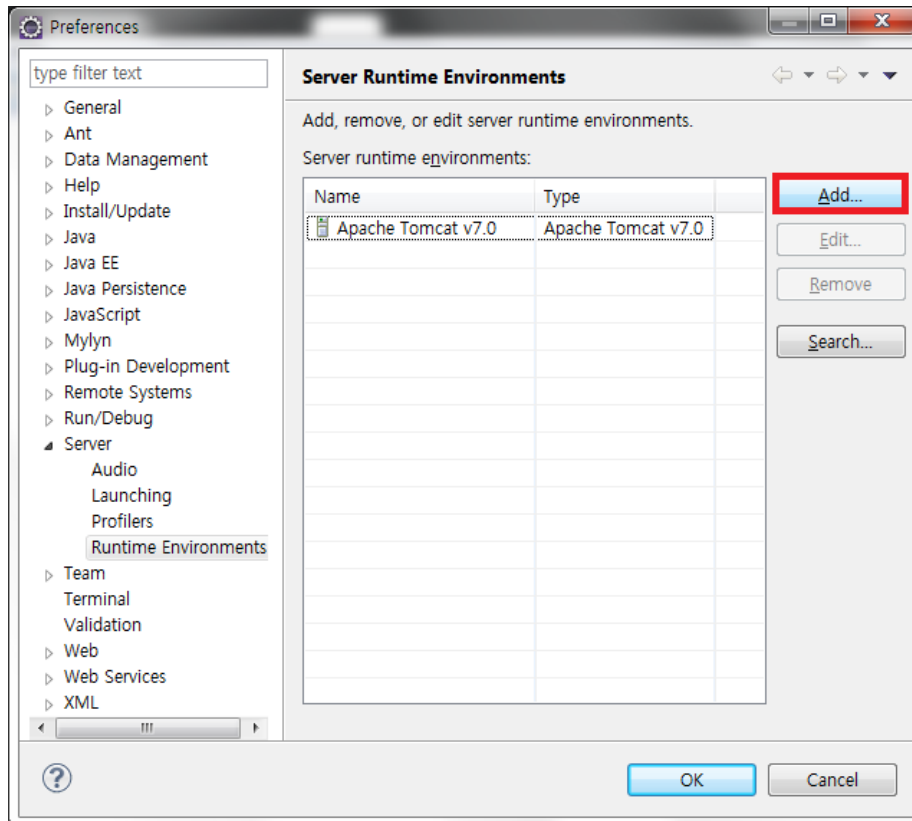 Preferences
type filter text
General
Ant
Data Management
Help
Install/Update
Java
Java EE
Java Persistence
JavaScript
Mylyn
Plug-in Development
Remote Systems
Run/Debug
Server
Audio
Launching
Profilers
Runtime Environments
Team
Terminal
Validation
Web
Web Services
XML
Server Runtime Environments
Add, remove, or edit server runtime environments.
Server runtime environments:
Name Type
Apache Tomcat v7.0 Apache Tomcat v7.0
Add...
Edit...
Remove
Search...
OK Cancel